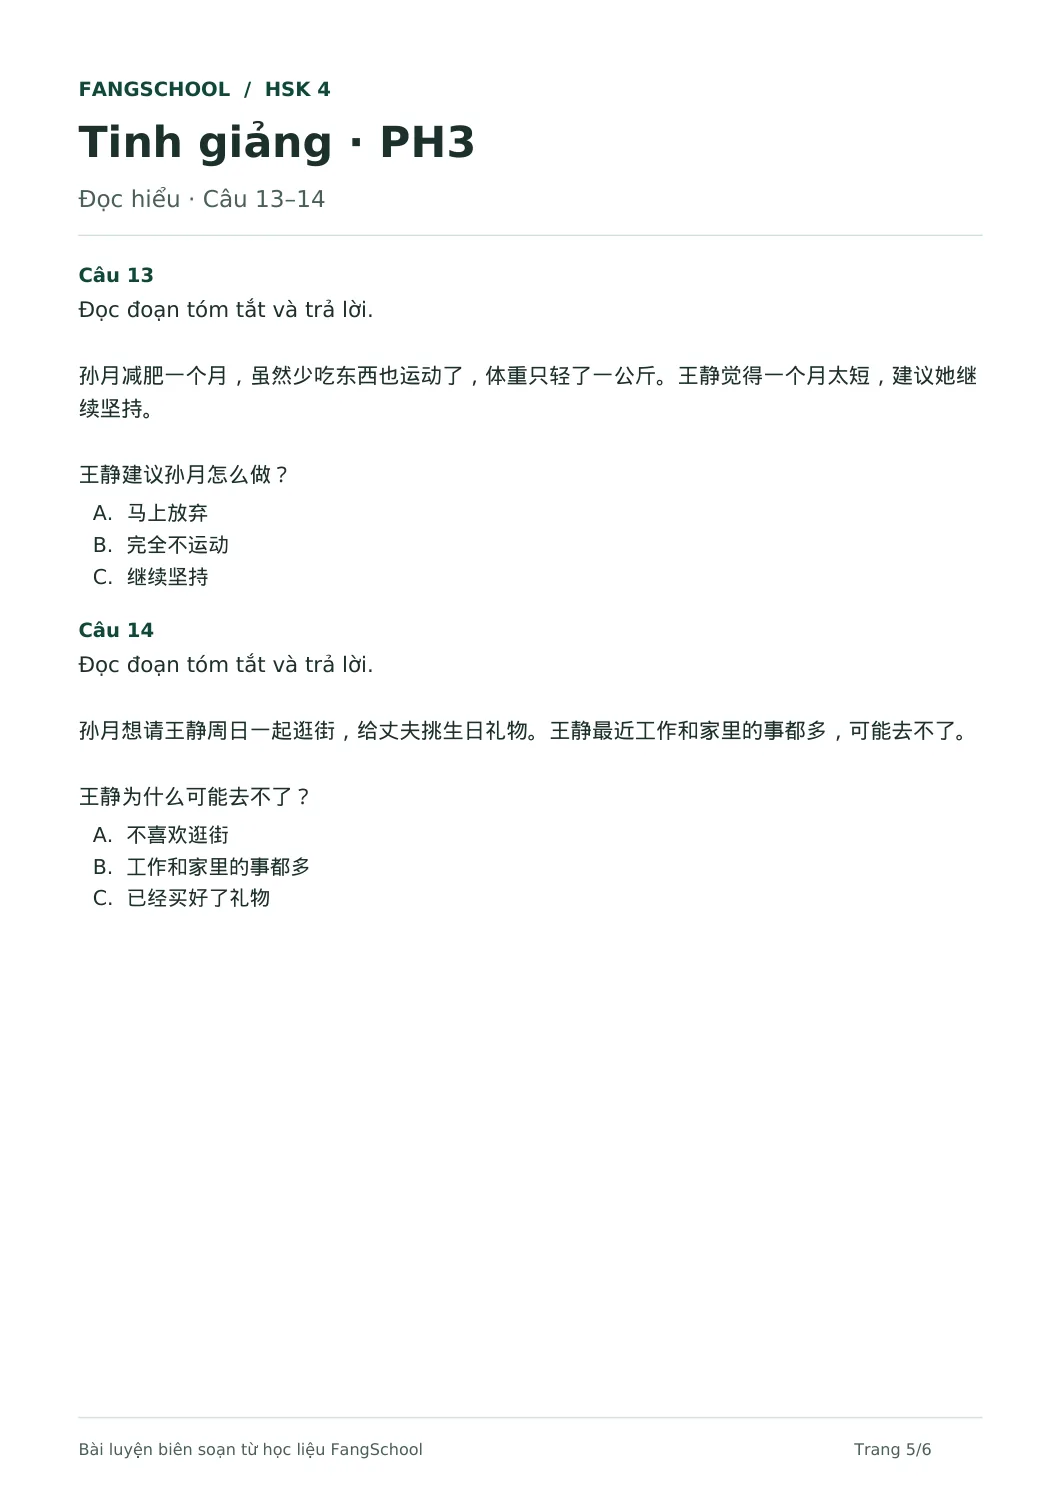 FANGSCHOOL / HSK 4
Tinh giảng · PH3
Đọc hiểu · Câu 13–14
Câu 13
Đọc đoạn tóm tắt và trả lời.
孙月减肥一个月，虽然少吃东西也运动了，体重只轻了一公斤。王静觉得一个月太短，建议她继
续坚持。
王静建议孙月怎么做？
A. 马上放弃
B. 完全不运动
C. 继续坚持
Câu 14
Đọc đoạn tóm tắt và trả lời.
孙月想请王静周日一起逛街，给丈夫挑生日礼物。王静最近工作和家里的事都多，可能去不了。
王静为什么可能去不了？
A. 不喜欢逛街
B. 工作和家里的事都多
C. 已经买好了礼物
Bài luyện biên soạn từ học liệu FangSchool
Trang 5/6